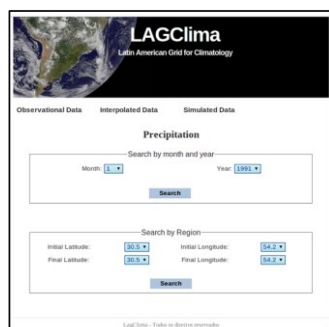 LAGClima
Latin American Grid for Climatology
Observational Data Interpolated Data Simulated Data
Precipitation
Search by month and year
Month: 1 Year: 1991
Search
Search by Region
Initial Latitude: 30.5 Initial Longitude: 54.2
Final Latitude: 30.5 Final Longitude: 54.2
Search
LagClima - Todos os direitos reservados